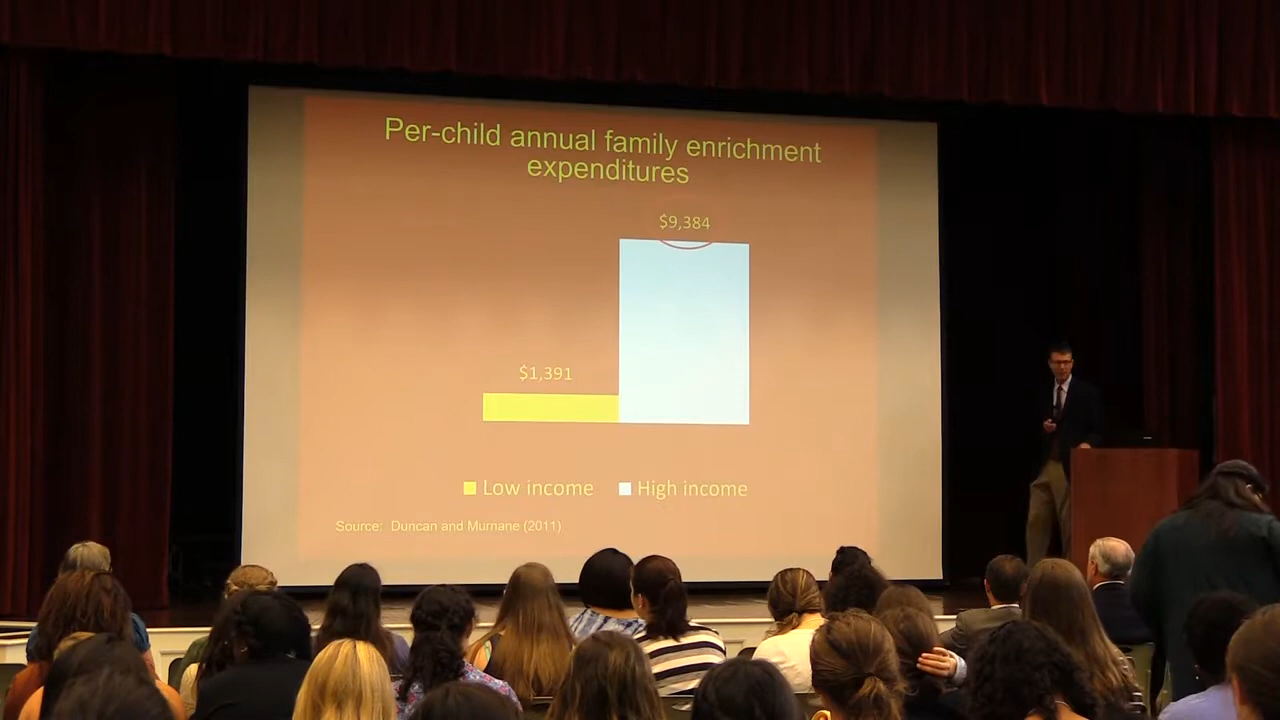 Per-child annual family enrichment
expenditures
$9,384
$1,391
Low income
High income
Source: Duncan and Murnane (2011)